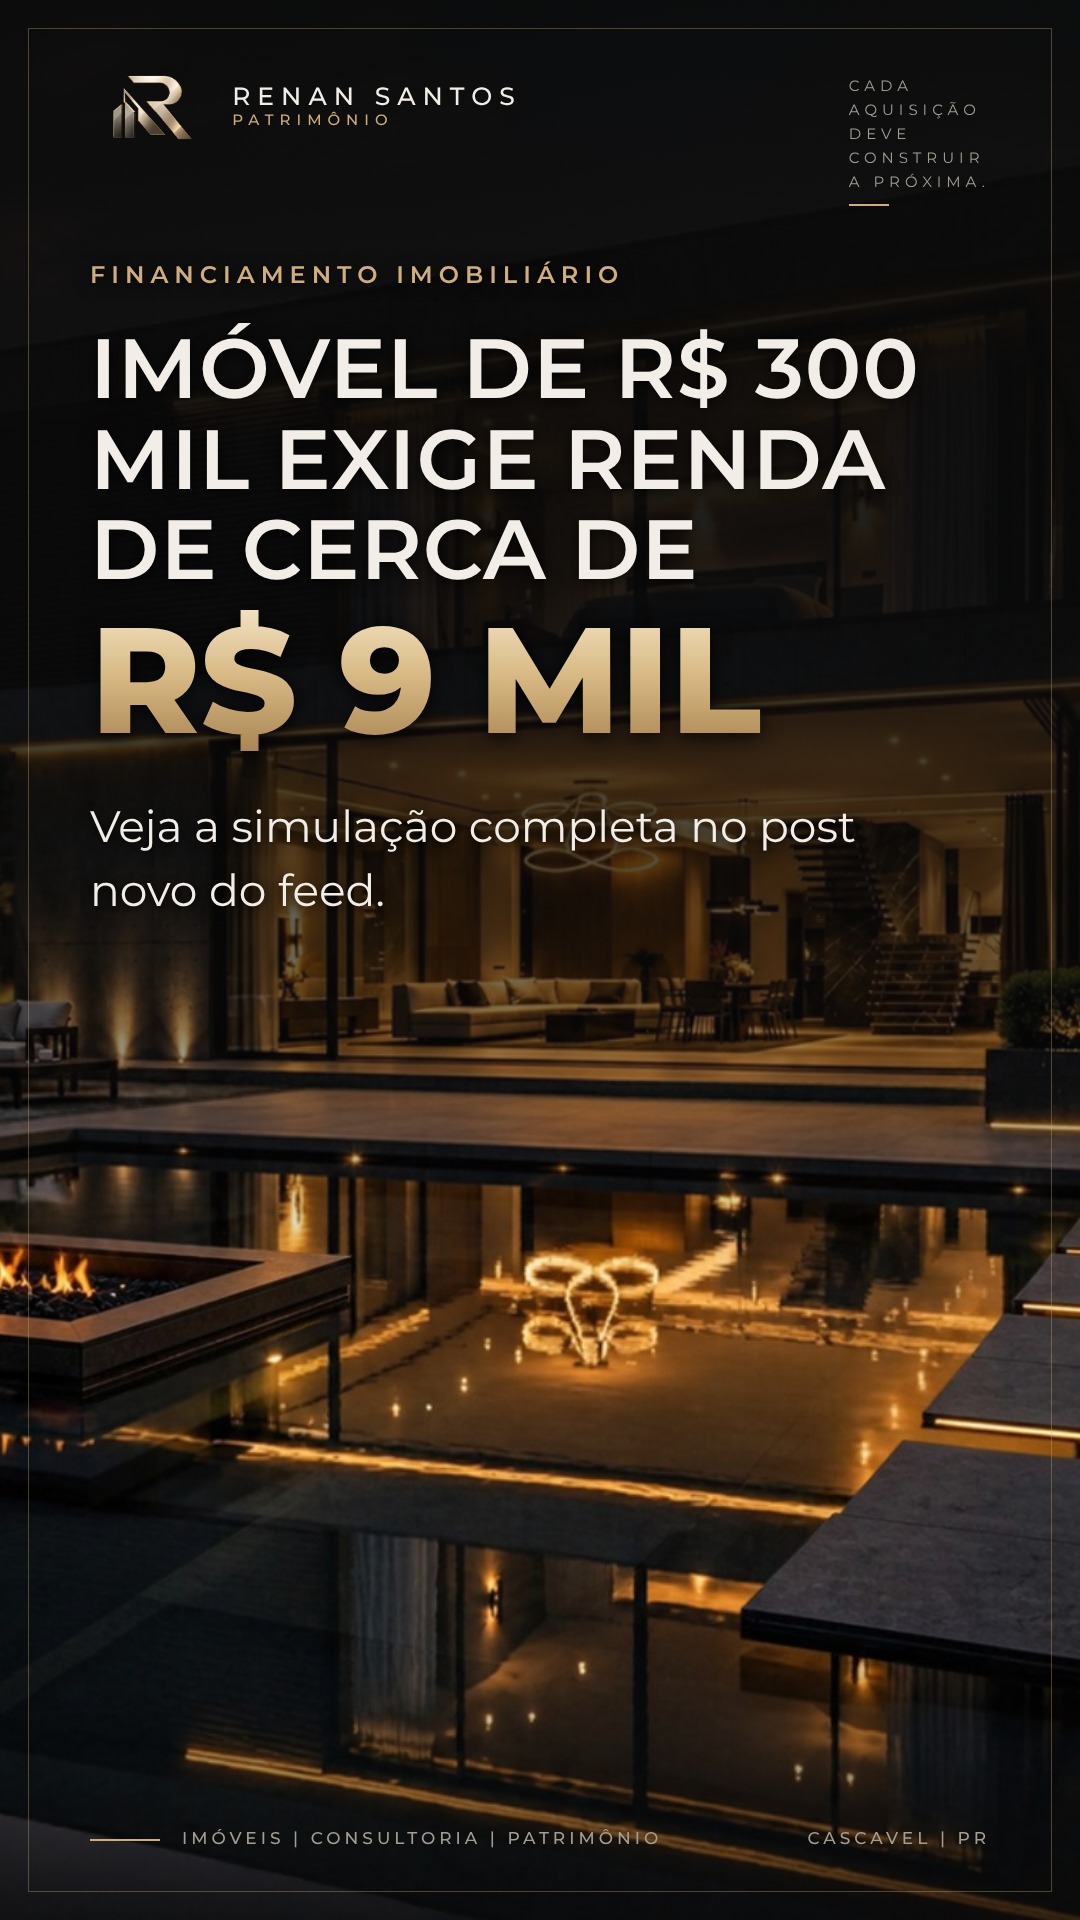 RENAN SANTOS
PATRIMÔNIO
CADA
AQUISIÇÃO
DEVE
CONSTRUIR
A PRÓXIMA.
FINANCIAMENTO IMOBILIÁRIO
IMÓVEL DE R$ 300
MIL EXIGE RENDA
DE CERCA DE
R$ 9 MIL
Veja a simulação completa no post
novo do feed.
IMÓVEIS | CONSULTORIA | PATRIMÔNIO
CASCAVEL | PR